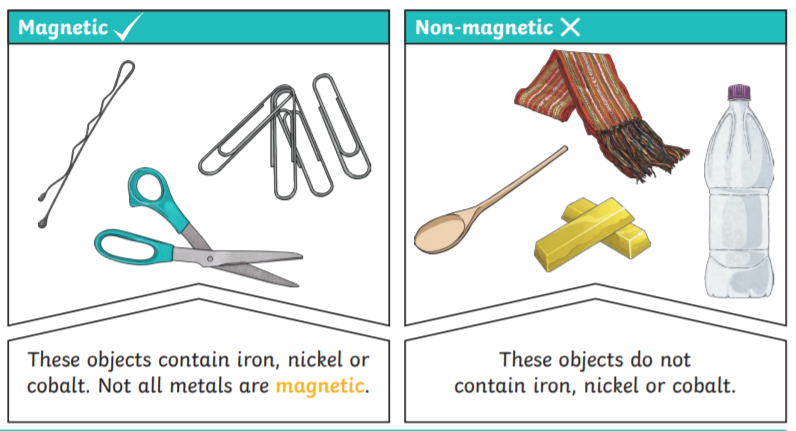 Magnetic
Non-magnetic
These objects contain iron, nickel or
cobalt. Not all metals are magnetic.
These objects do not
contain iron, nickel or cobalt.